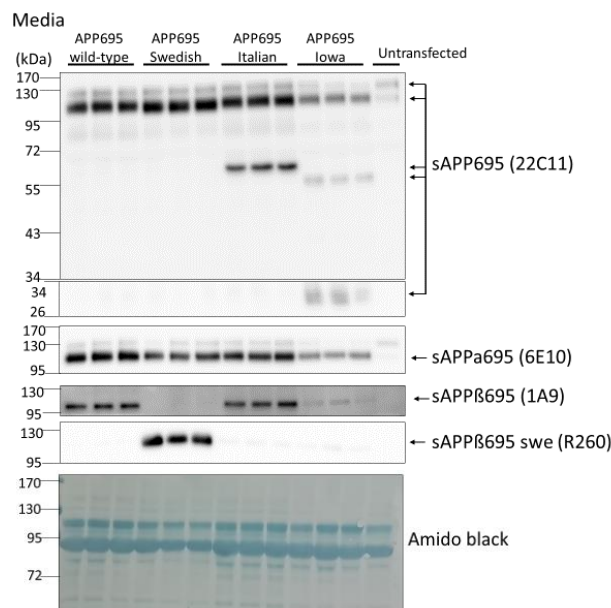 Media
(kDa)
APP695 wild-type
APP695 Swedish
APP695 Italian
APP695 Iowa
Untransfected
170
130
95
72
55
43
34
sAPP695 (22C11)
34
26
170
130
95
sAPPa695 (6E10)
130
95
sAPPß695 (1A9)
130
95
sAPPß695 swe (R260)
170
130
95
72
Amido black